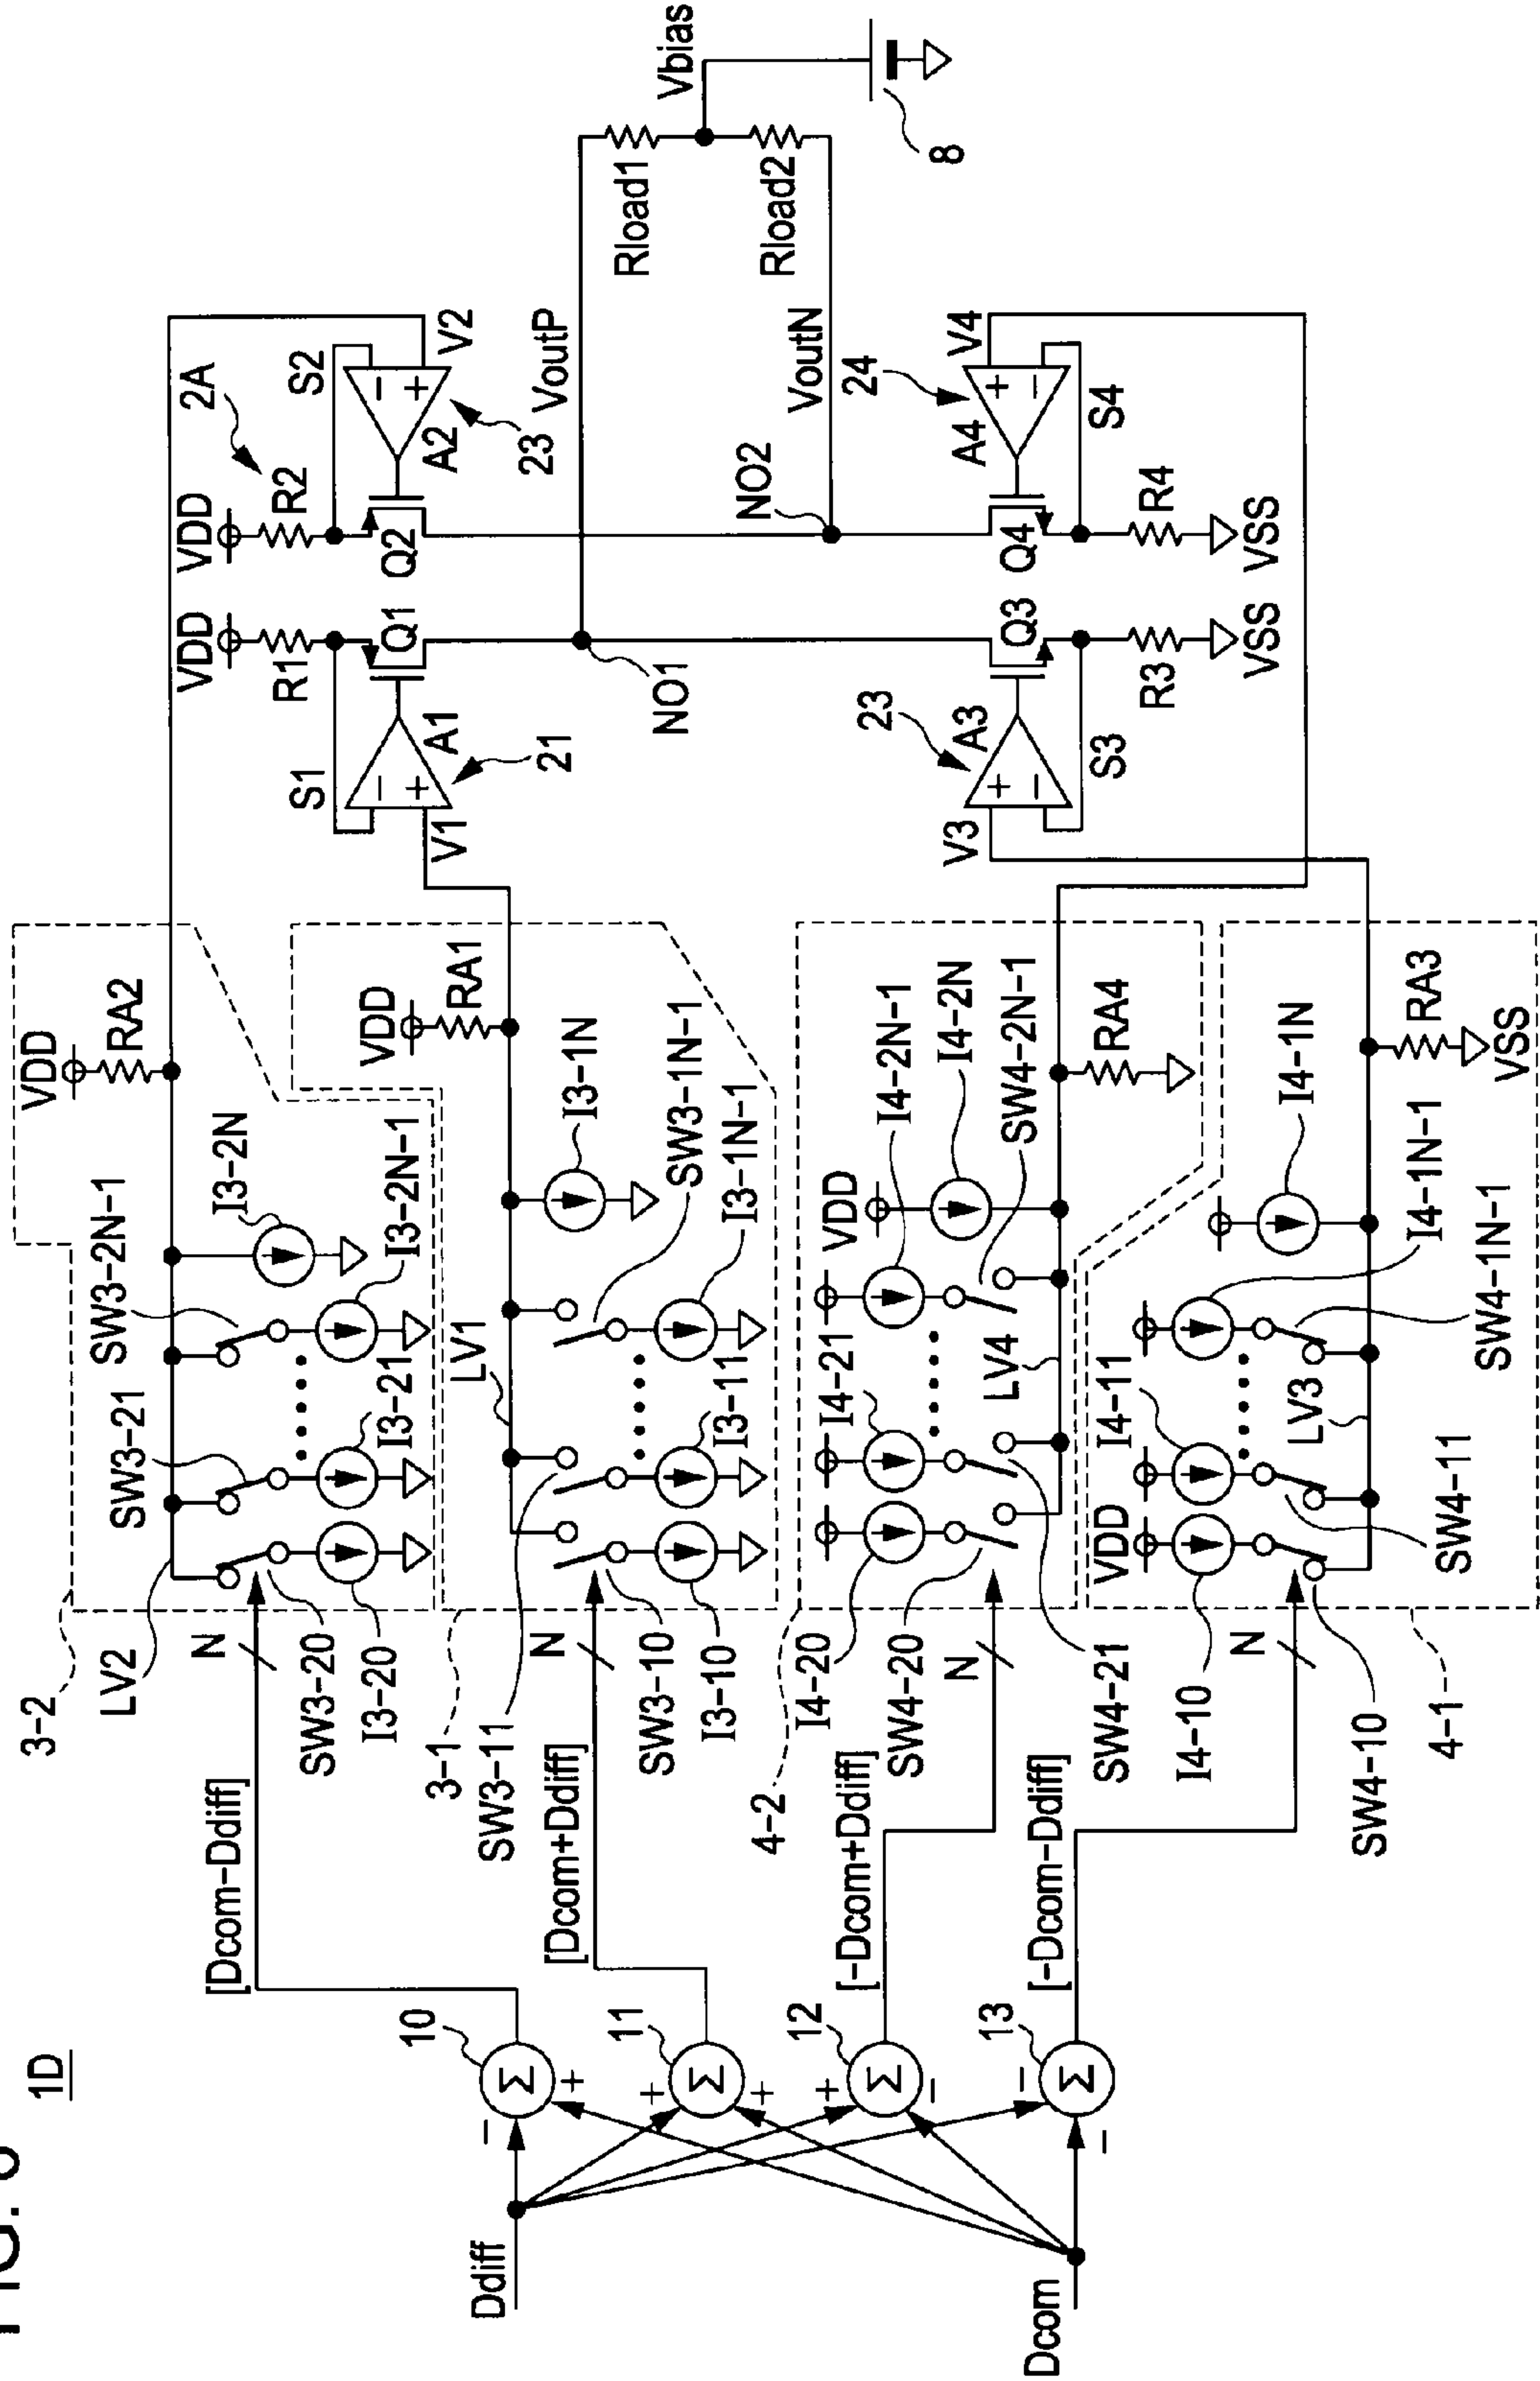 1D
3-2
VDD
RA2
SW3-2N-1
I3-2N
I3-2N-1
SW3-21
I3-21
LV2
N
SW3-20
I3-20
[Dcom-Ddiff]
3-1
VDD
RA1
LV1
I3-1N
SW3-1N-1
I3-1N-1
I3-11
SW3-11
N
SW3-10
I3-10
[Dcom+Ddiff]
4-2
I4-20
SW4-20
N
SW4-21
I4-21
LV4
VDD
I4-2N-1
I4-2N
SW4-2N-1
RA4
[-Dcom+Ddiff]
[-Dcom-Ddiff]
N
I4-10
SW4-10
4-1
VDD
I4-11
LV3
SW4-11
SW4-1N-1
I4-1N-1
I4-1N
RA3
VSS
10
Σ
-
+
11
Σ
+
+
12
Σ
+
-
13
Σ
-
-
Ddiff
Dcom
VDD
R1
S1
-
+
A1
V1
21
Q1
VDD
R2
2A
S2
-
+
A2
V2
23
Q2
NO1
NO2
VoutP
VoutN
Rload1
Rload2
Vbias
8
V3
23
+
-
A3
S3
Q3
R3
VSS
V4
24
+
-
A4
S4
Q4
R4
VSS